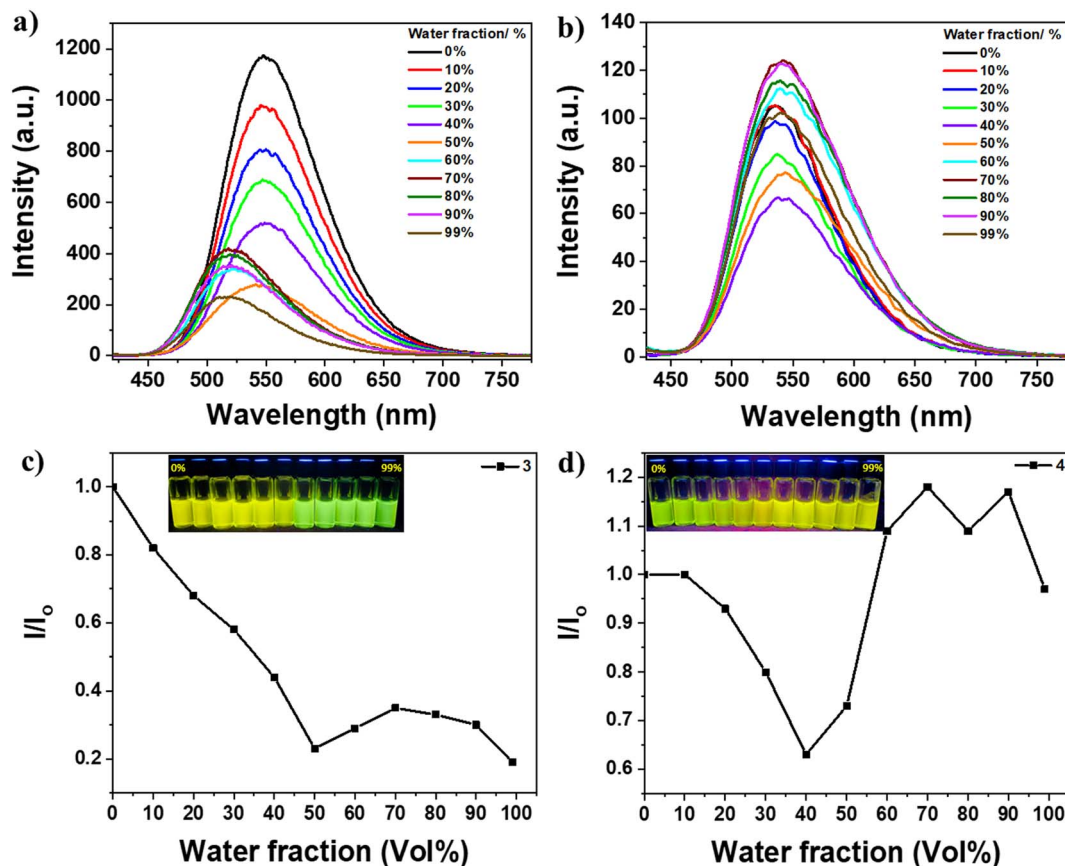 a)
Intensity (a.u.)
1200
1000
800
600
400
200
0
450 500 550 600 650 700 750
Wavelength (nm)
Water fraction/ %
0%
10%
20%
30%
40%
50%
60%
70%
80%
90%
99%
b)
Intensity (a.u.)
140
120
100
80
60
40
20
0
450 500 550 600 650 700 750
Wavelength (nm)
Water fraction/ %
0%
10%
20%
30%
40%
50%
60%
70%
80%
90%
99%
c)
I/Io
1.0
0.8
0.6
0.4
0.2
0 10 20 30 40 50 60 70 80 90 100
Water fraction (Vol%)
0% 99%
3
d)
I/Io
1.2
1.1
1.0
0.9
0.8
0.7
0.6
0 10 20 30 40 50 60 70 80 90 100
Water fraction (Vol%)
0% 99%
4